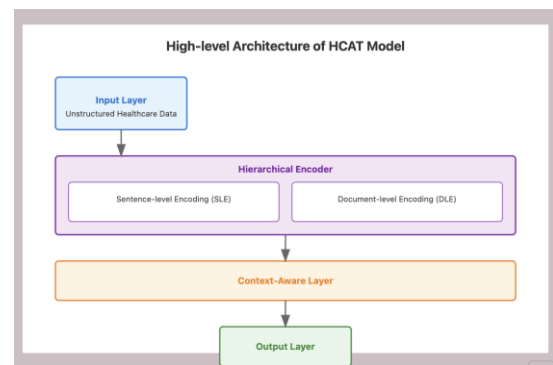 High-level Architecture of HCAT Model
Input Layer
Unstructured Healthcare Data
Hierarchical Encoder
Sentence-level Encoding (SLE)
Document-level Encoding (DLE)
Context-Aware Layer
Output Layer